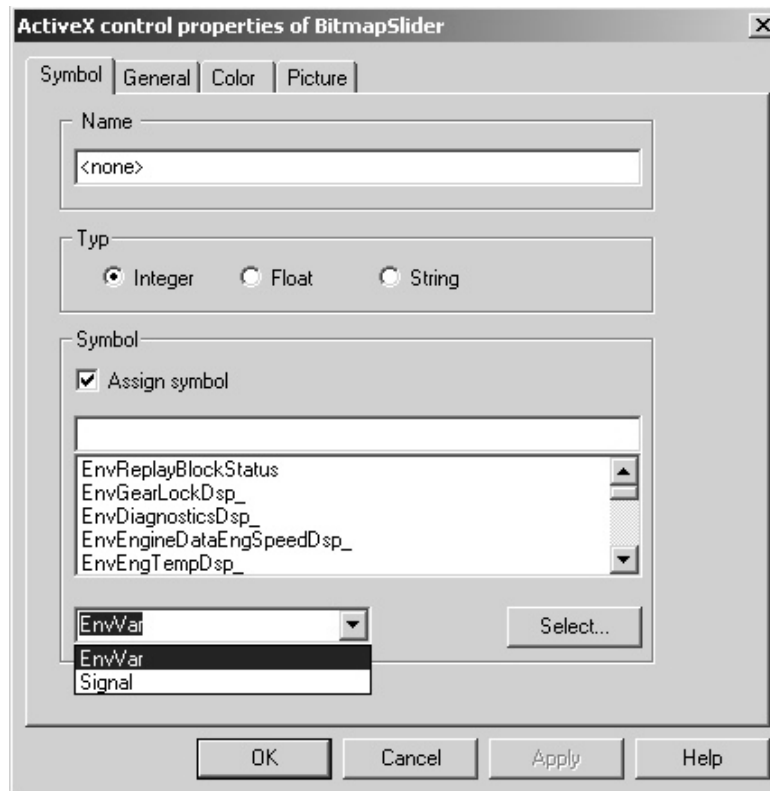 ActiveX control properties of BitmapSlider
Symbol General Color Picture
Name
<none>
Typ
Integer Float String
Symbol
Assign symbol
EnvReplayBlockStatus
EnvGearLockDsp_
EnvDiagnosticsDsp_
EnvEngineDataEngSpeedDsp_
EnvEngTempDsp_
EnvVar Select...
EnvVar
Signal
OK Cancel Apply Help